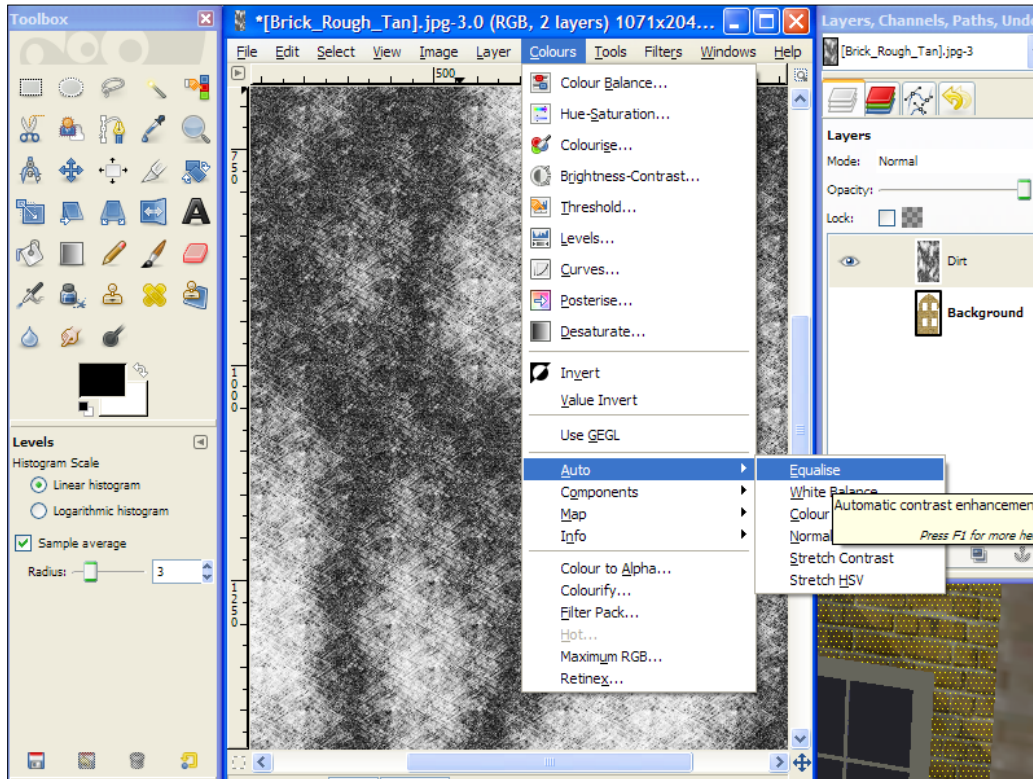 Toolbox
*[Brick_Rough_Tan].jpg-3.0 (RGB, 2 layers) 1071x204...
Layers, Channels, Paths, Und
File Edit Select View Image Layer Colours Tools Filters Windows Help
[Brick_Rough_Tan].jpg-3
500
750
1000
1250
Colour Balance...
Hue-Saturation...
Colourise...
Brightness-Contrast...
Threshold...
Levels...
Curves...
Posterise...
Desaturate...
Invert
Value Invert
Use GEGL
Auto
Components
Map
Info
Colour to Alpha...
Colourify...
Filter Pack...
Hot...
Maximum RGB...
Retinex...
Equalise
White Balance
Colour
Normal
Stretch Contrast
Stretch HSV
Automatic contrast enhancemen
Press F1 for more he
Layers
Mode: Normal
Opacity:
Lock:
Dirt
Background
Levels
Histogram Scale
Linear histogram
Logarithmic histogram
Sample average
Radius: 3